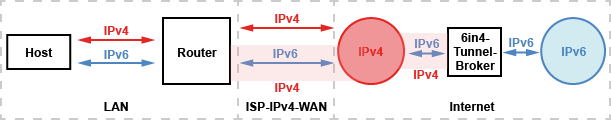 IPv4
IPv4
6in4-
Tunnel-
Broker
Host
IPv6
Router
IPv6
IPv4
IPv6
IPv6
IPv6
IPv4
IPv4
LAN
ISP-IPv4-WAN
Internet